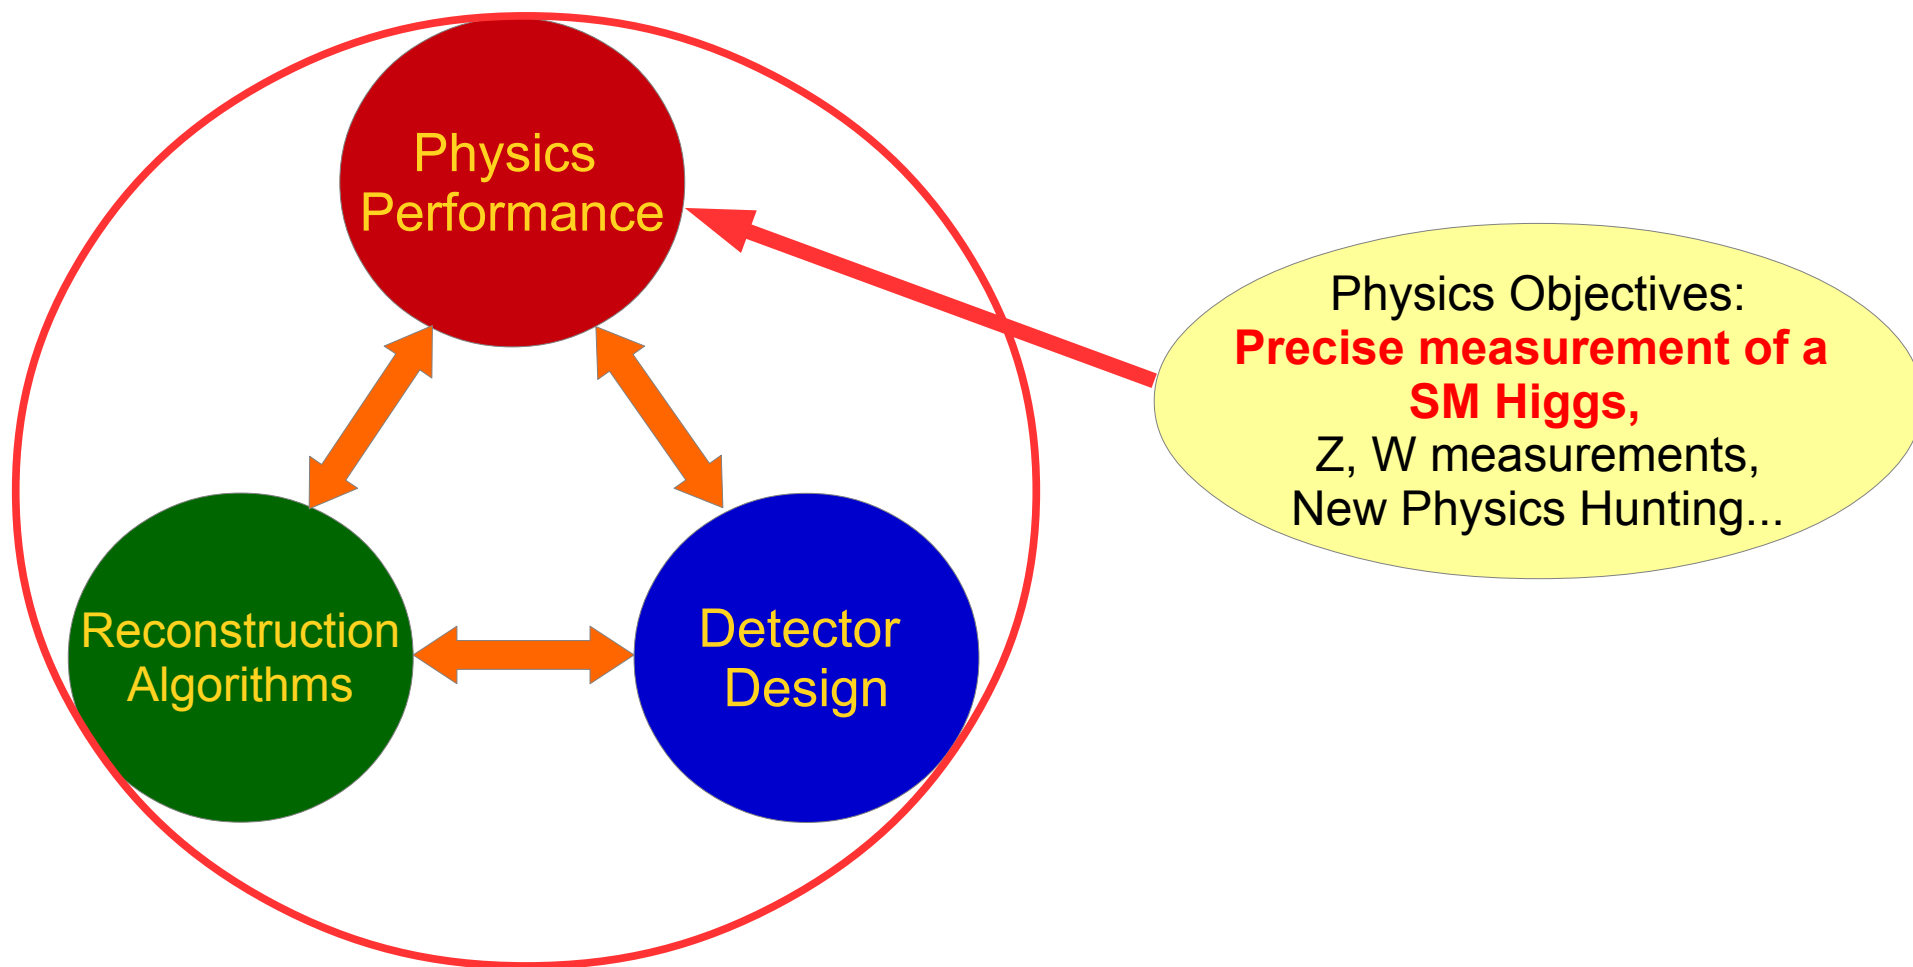 Physics
Performance
Physics Objectives:
Precise measurement of a
SM Higgs,
Z, W measurements,
New Physics Hunting...
Reconstruction
Algorithms
Detector
Design